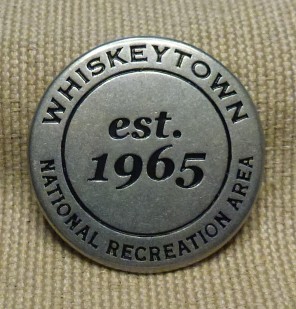 WHISKEYTOWN
est.
1965
NATIONAL RECREATION AREA